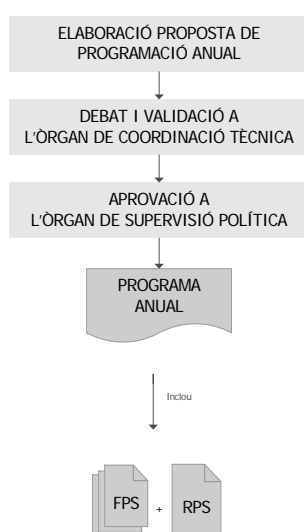 ELABORACIÓ PROPOSTA DE
PROGRAMACIÓ ANUAL
DEBAT I VALIDACIÓ A
L'ÒRGAN DE COORDINACIÓ TÈCNICA
APROVACIÓ A
L'ÒRGAN DE SUPERVISIÓ POLÍTICA
PROGRAMA
ANUAL
Inclou
FPS + RPS